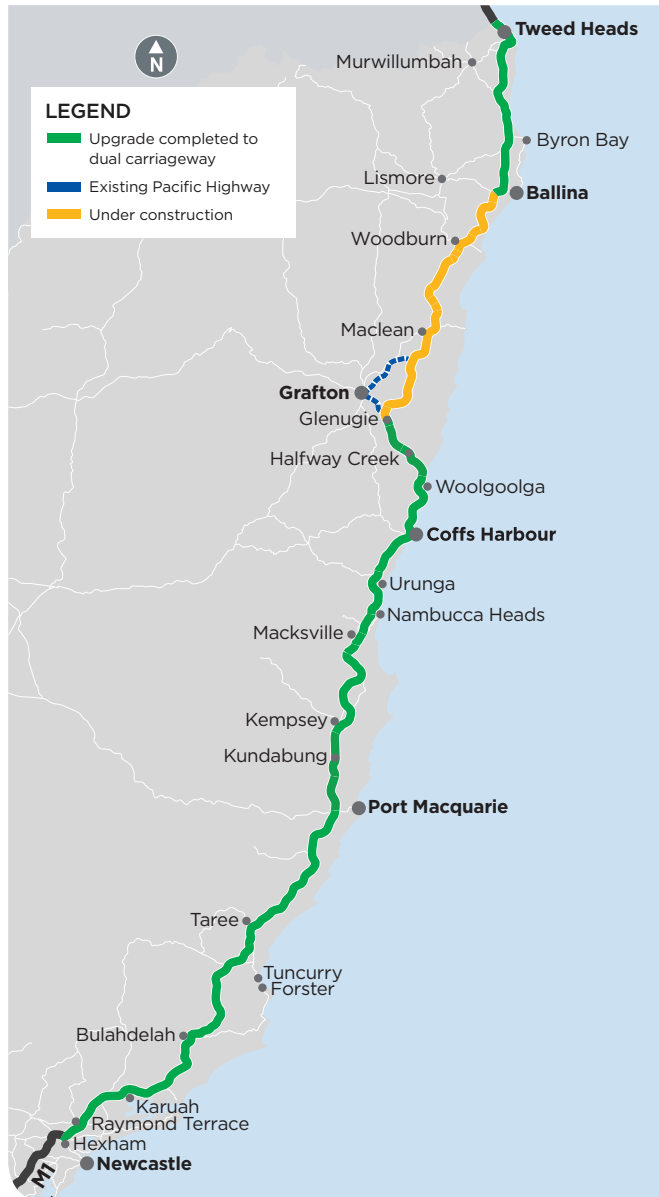 Tweed Heads
N
Murwillumbah
LEGEND
Upgrade completed to
dual carriageway
Existing Pacific Highway
Under construction
Byron Bay
Lismore
Ballina
Woodburn
Maclean
Grafton
Glenugie
Halfway Creek
Woolgoolga
Coffs Harbour
Urunga
Nambucca Heads
Macksville
Kempsey
Kundabung
Port Macquarie
Taree
Tuncurry
Forster
Bulahdelah
Karuah
Raymond Terrace
Hexham
Newcastle
M1